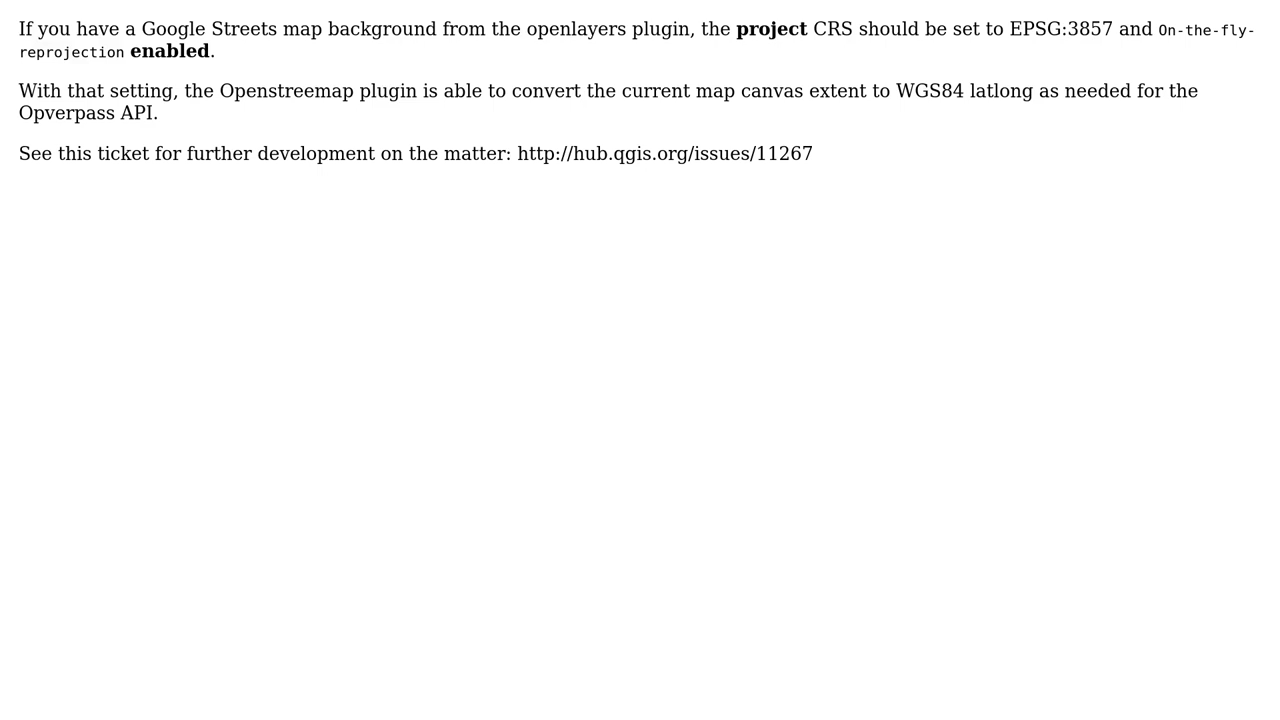 If you have a Google Streets map background from the openlayers plugin, the project CRS should be set to EPSG:3857 and On-the-fly-
reprojection enabled.
With that setting, the Openstreemap plugin is able to convert the current map canvas extent to WGS84 latlong as needed for the
Opverpass API.
See this ticket for further development on the matter: http://hub.qgis.org/issues/11267